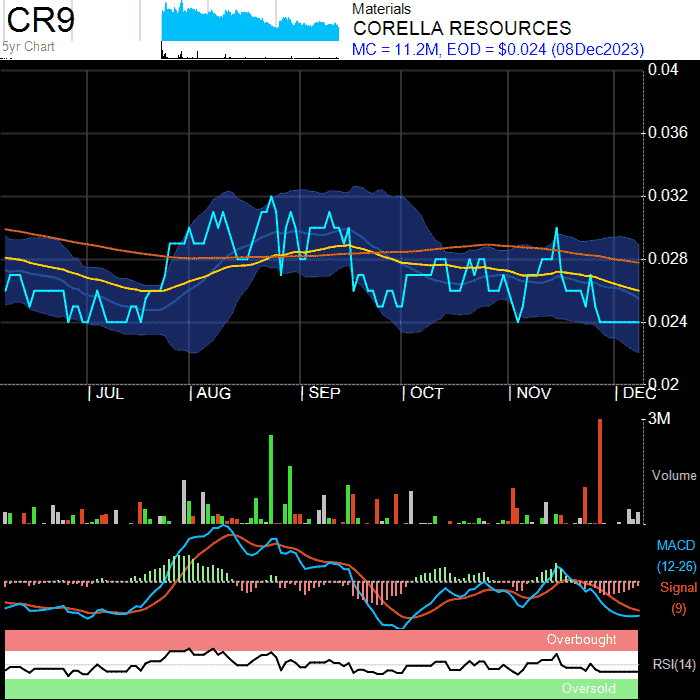 CR9
5yr Chart
Materials
CORELLA RESOURCES
MC = 11.2M, EOD = $0.024 (08Dec2023)
0.04
0.036
0.032
0.028
0.024
0.02
JUL
AUG
SEP
OCT
NOV
DEC
3M
Volume
MACD
(12-26)
Signal
(9)
Overbought
RSI(14)
Oversold